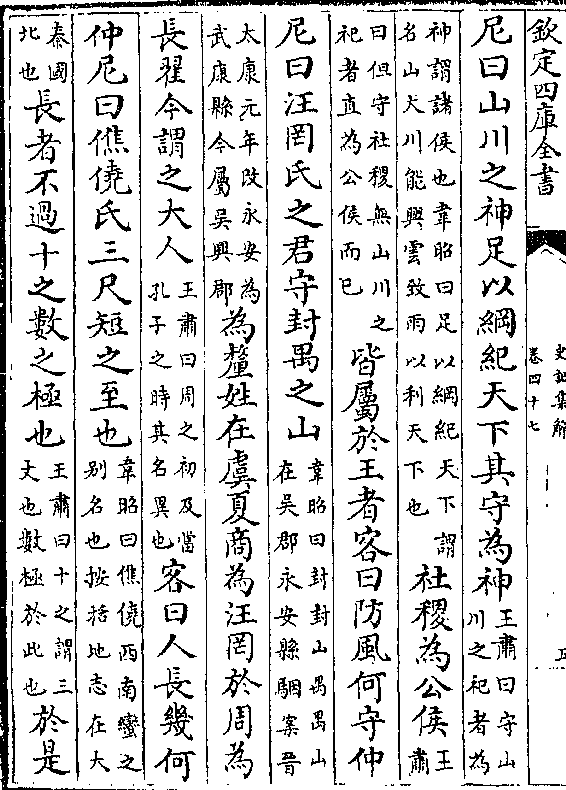 欽定四庫全書
史記集解
卷四十七
五
尼曰山川之神足以綱紀天下其守為神王肅曰守山川之祀者為
神謂諸侯也韋昭曰足以綱紀天下謂名山大川能興雲致雨以利天下也社稷為公侯王肅
曰但守社稷無山川之祀者直為公侯而已皆屬於王者客曰防風何守仲
尼曰汪罔氏之君守封禺之山韋昭曰封封山禺禺山在吳郡永安縣駰案晉
太康元年改永安為武康縣今屬吳興郡為釐姓在虞夏商為汪罔於周為
長翟今謂之大人王肅曰周之初及當孔子之時其名異也客曰人長幾何
仲尼曰僬僥氏三尺短之至也韋昭曰僬僥西南蠻之别名也按括地志在大
秦國北也長者不過十之數之極也王肅曰十之謂三丈也數極於此也於是